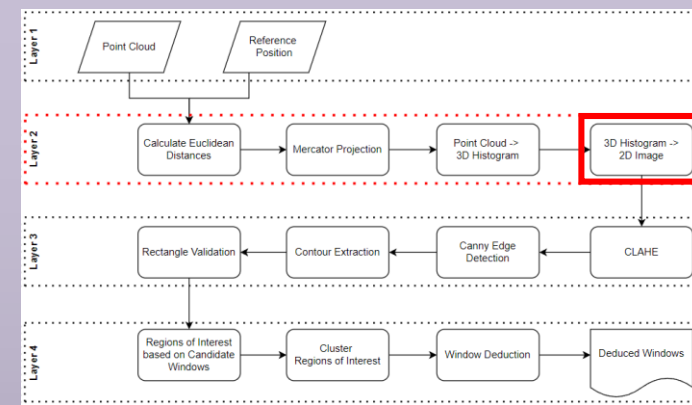 Layer 1
Point Cloud
Reference
Position
Layer 2
Calculate Euclidean
Distances
Mercator Projection
Point Cloud ->
3D Histogram
3D Histogram ->
2D Image
Layer 3
Rectangle Validation
Contour Extraction
Canny Edge
Detection
CLAHE
Layer 4
Regions of Interest
based on Candidate
Windows
Cluster
Regions of Interest
Window Deduction
Deduced Windows